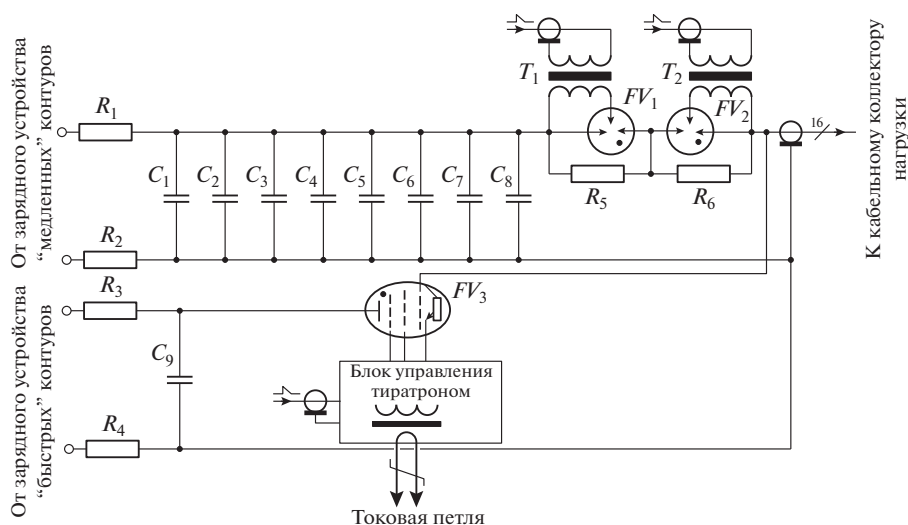 От зарядного устройства
“медленных” контуров
От зарядного устройства
“быстрых” контуров
R1
R2
R3
R4
C1
C2
C3
C4
C5
C6
C7
C8
C9
T1
T2
FV1
FV2
R5
R6
16
К кабельному коллектору
нагрузки
FV3
Блок управления
тиратроном
Токовая петля